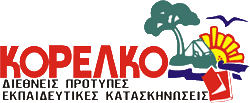 ΚΟΡΕΛΚΟ
ΔΙΕΘΝΕΙΣ ΠΡΟΤΥΠΕΣ
ΕΚΠΑΙΔΕΥΤΙΚΕΣ ΚΑΤΑΣΚΗΝΩΣΕΙΣ